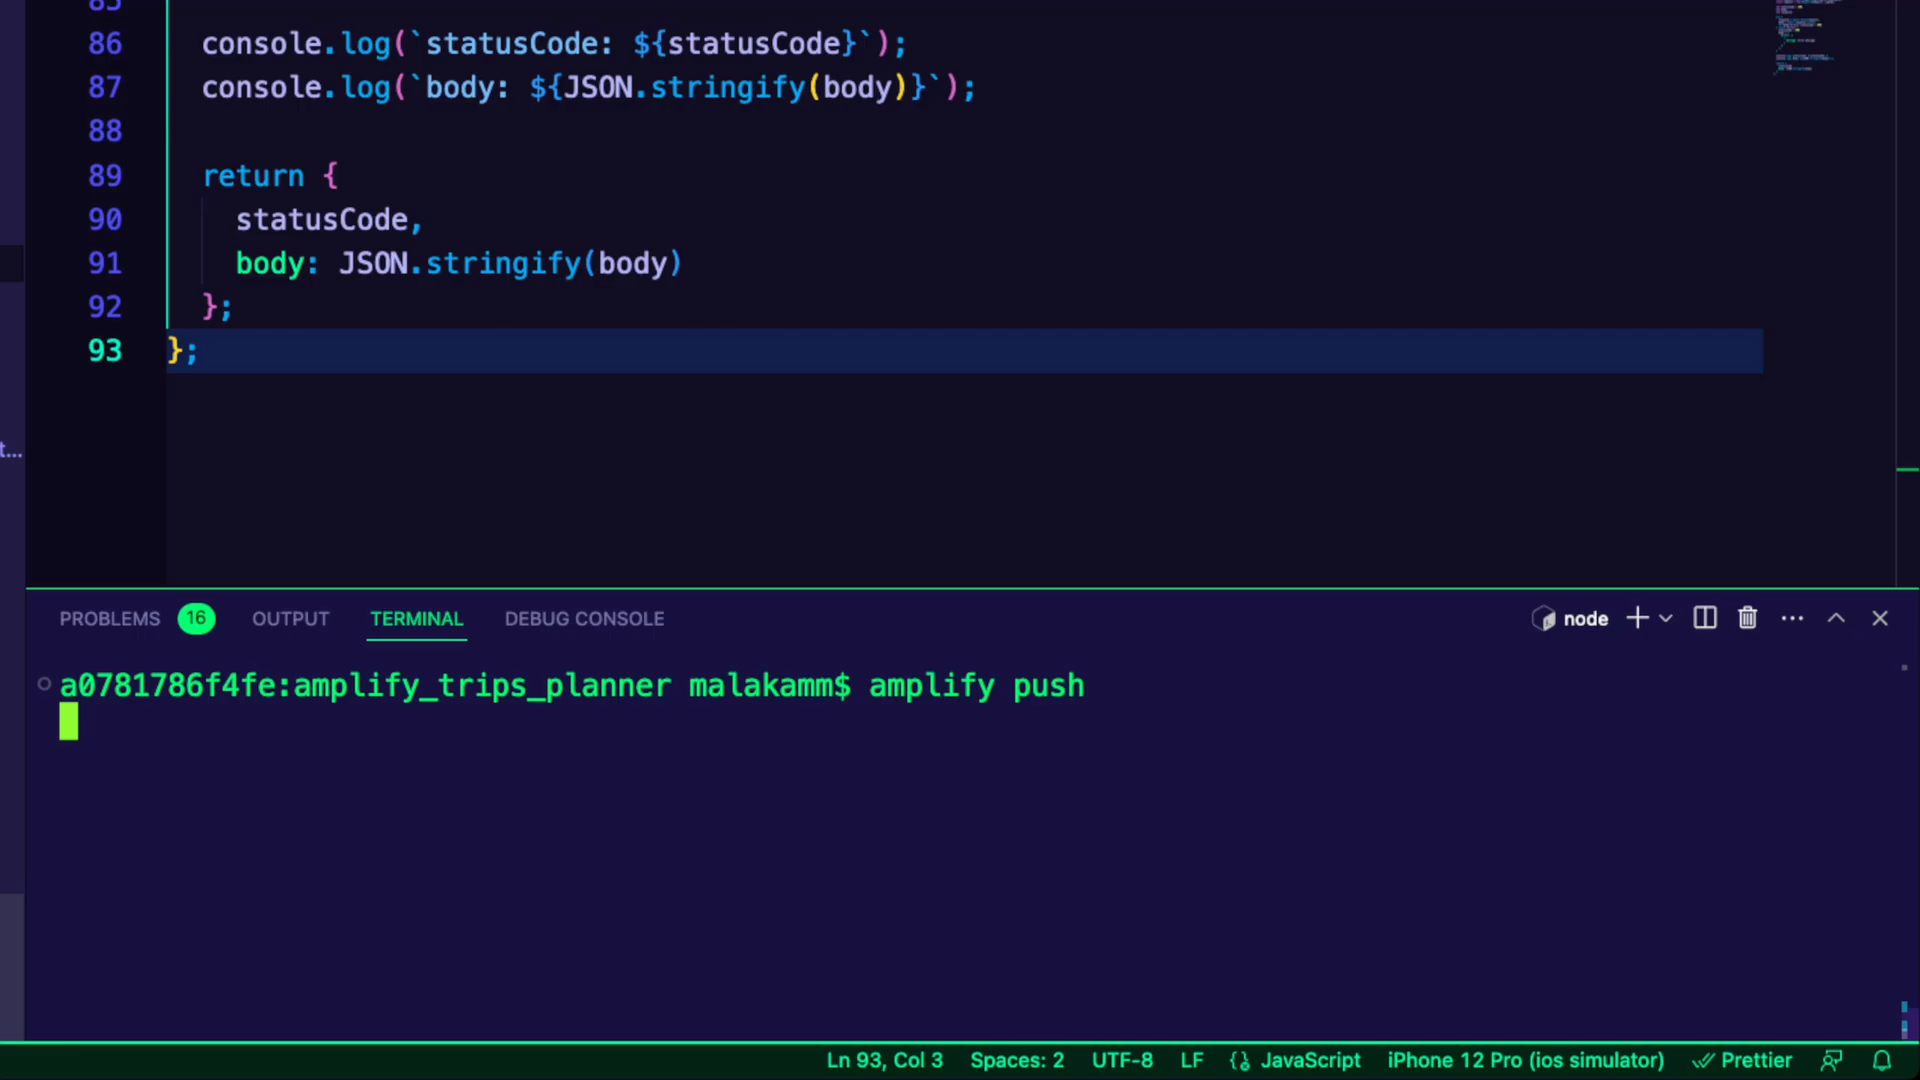 85
86 console.log(`statusCode: ${statusCode}`);
87 console.log(`body: ${JSON.stringify(body)}`);
88
89 return {
90 statusCode,
91 body: JSON.stringify(body)
92 };
93 };
t...
PROBLEMS 16 OUTPUT TERMINAL DEBUG CONSOLE node
a0781786f4fe:amplify_trips_planner malakamm$ amplify push
Ln 93, Col 3 Spaces: 2 UTF-8 LF {} JavaScript iPhone 12 Pro (ios simulator) Prettier